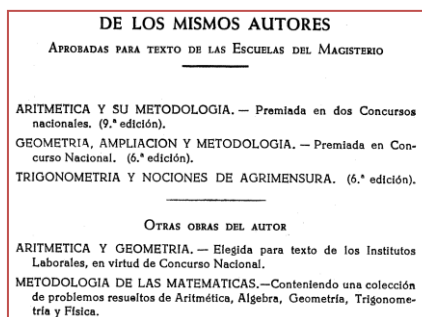 DE LOS MISMOS AUTORES
APROBADAS PARA TEXTO DE LAS ESCUELAS DEL MAGISTERIO
ARITMETICA Y SU METODOLOGIA. — Premiada en dos Concursos
nacionales. (9.ª edición).
GEOMETRIA, AMPLIACION Y METODOLOGIA. — Premiada en Con-
curso Nacional. (6.ª edición).
TRIGONOMETRIA Y NOCIONES DE AGRIMENSURA. (6.ª edición).
OTRAS OBRAS DEL AUTOR
ARITMETICA Y GEOMETRIA. — Elegida para texto de los Institutos
Laborales, en virtud de Concurso Nacional.
METODOLOGIA DE LAS MATEMATICAS.—Conteniendo una colección
de problemas resueltos de Aritmética, Algebra, Geometría, Trigonome-
tría y Física.